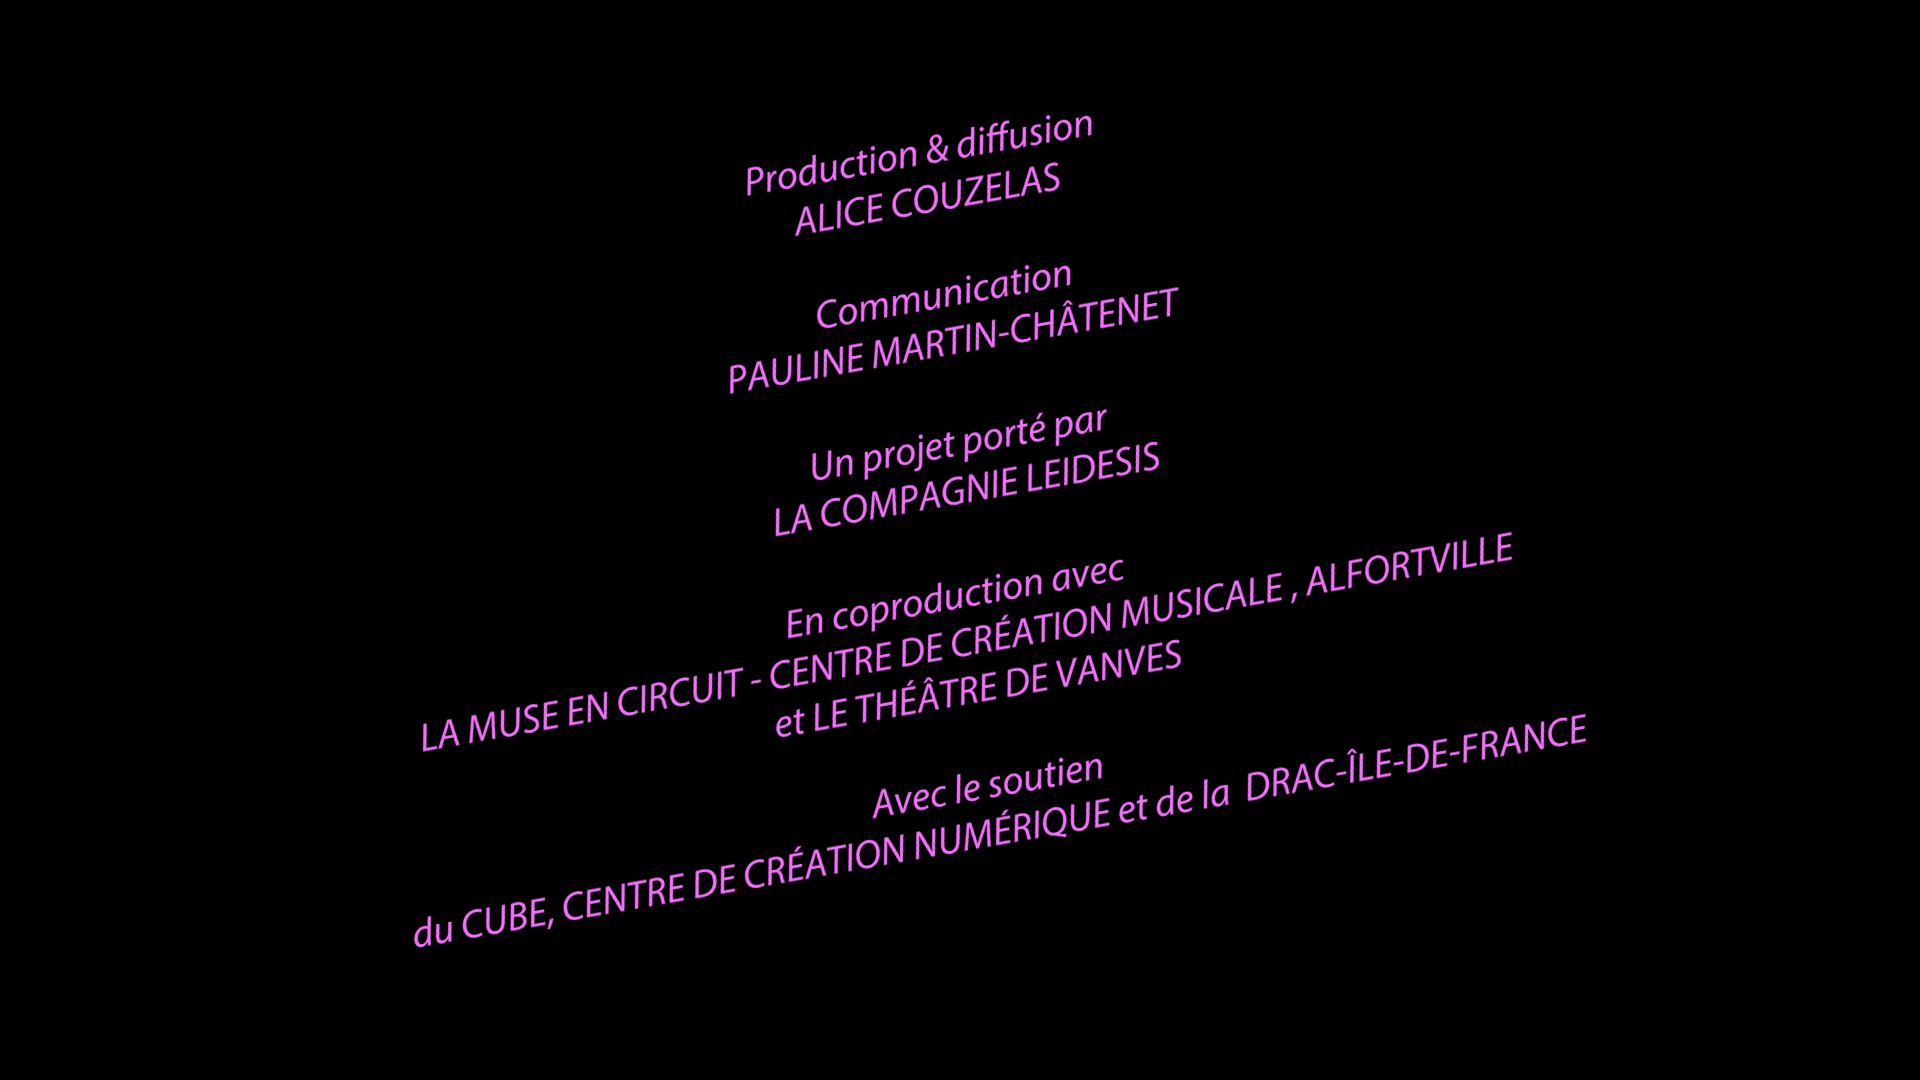 Production & diffusion
ALICE COUZELAS
Communication
PAULINE MARTIN-CHÂTENET
Un projet porté par
LA COMPAGNIE LEIDESIS
En coproduction avec
LA MUSE EN CIRCUIT - CENTRE DE CRÉATION MUSICALE , ALFORTVILLE
et LE THÉÂTRE DE VANVES
Avec le soutien
du CUBE, CENTRE DE CRÉATION NUMÉRIQUE et de la DRAC-ÎLE-DE-FRANCE